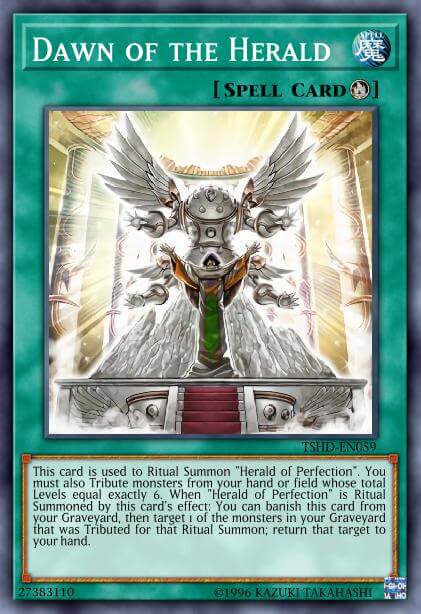 DAWN OF THE HERALD
SPELL
魔
[SPELL CARD]
TSHD-EN059
This card is used to Ritual Summon "Herald of Perfection". You
must also Tribute monsters from your hand or field whose total
Levels equal exactly 6. When "Herald of Perfection" is Ritual
Summoned by this card's effect: You can banish this card from
your Graveyard, then target 1 of the monsters in your Graveyard
that was Tributed for that Ritual Summon; return that target to
your hand.
27383110
©1996 KAZUKI TAKAHASHI